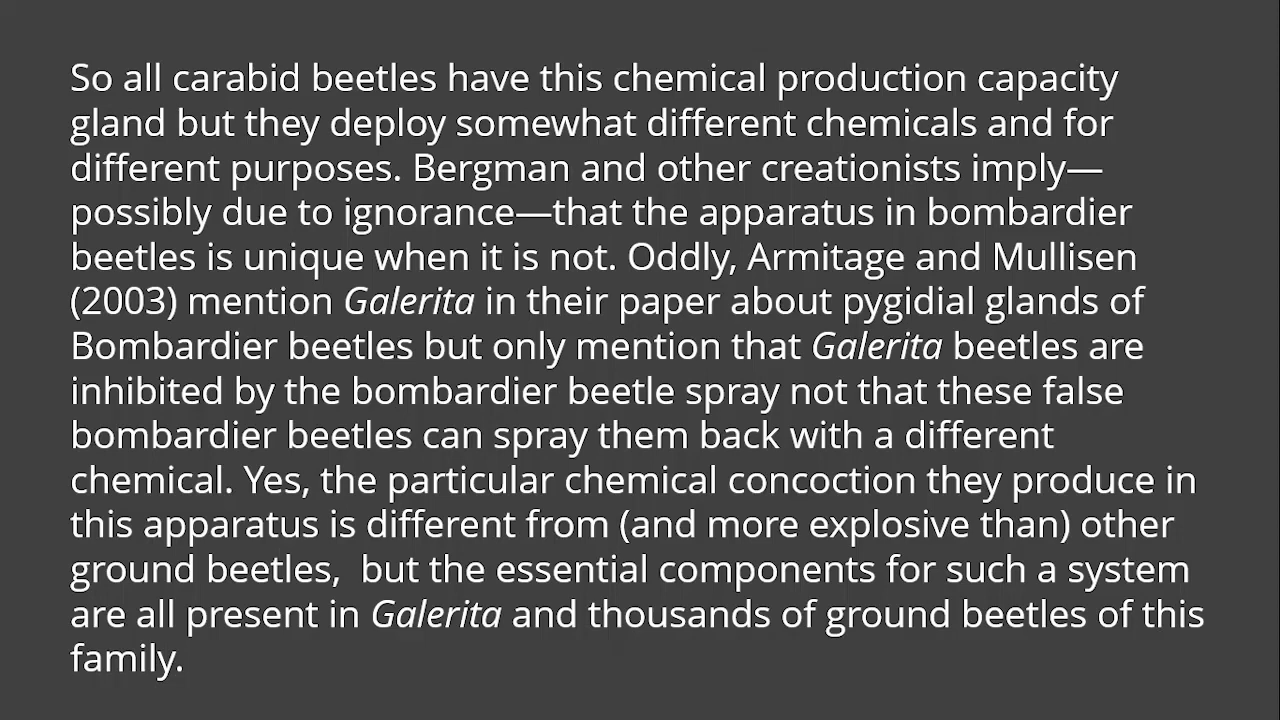 So all carabid beetles have this chemical production capacity
gland but they deploy somewhat different chemicals and for
different purposes. Bergman and other creationists imply—
possibly due to ignorance—that the apparatus in bombardier
beetles is unique when it is not. Oddly, Armitage and Mullisen
(2003) mention Galerita in their paper about pygidial glands of
Bombardier beetles but only mention that Galerita beetles are
inhibited by the bombardier beetle spray not that these false
bombardier beetles can spray them back with a different
chemical. Yes, the particular chemical concoction they produce in
this apparatus is different from (and more explosive than) other
ground beetles,  but the essential components for such a system
are all present in Galerita and thousands of ground beetles of this
family.